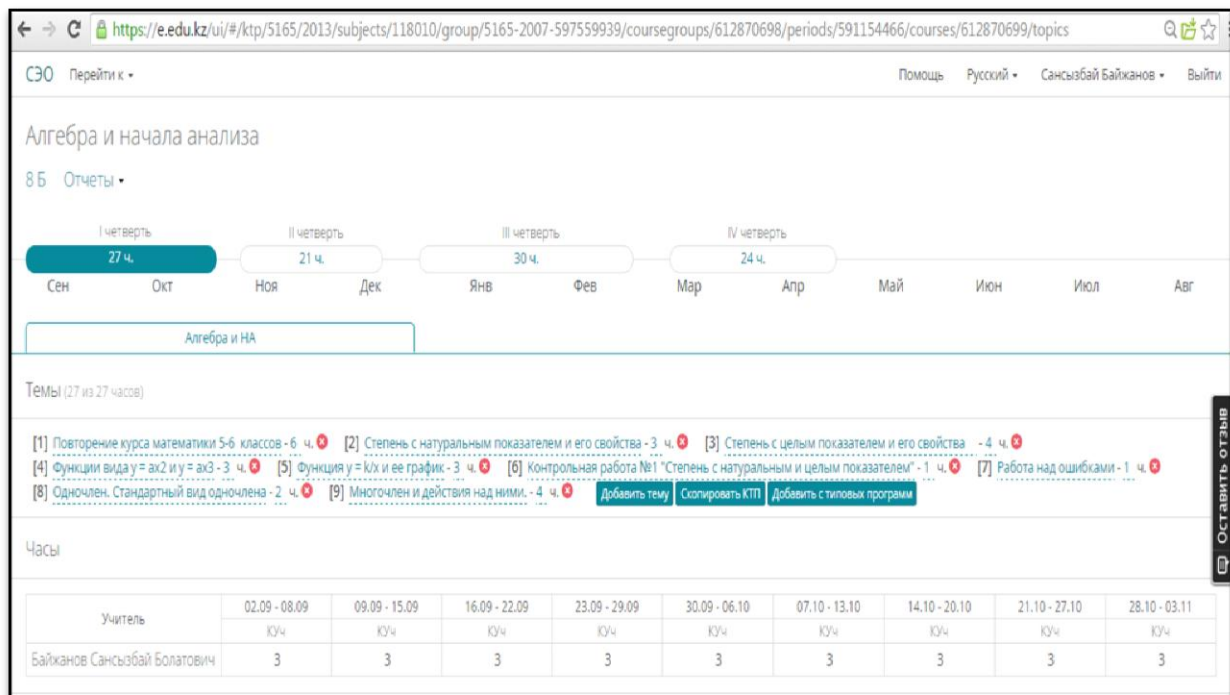 https://e.edu.kz/ui/#/ktp/5165/2013/subjects/118010/group/5165-2007-597559939/coursegroups/612870698/periods/591154466/courses/612870699/topics
СЭО Перейти к Помощь Русский Сансызбай Байжанов Выйти
Алгебра и начала анализа
8 Б Отчеты
I четверть II четверть III четверть IV четверть
27 ч. 21 ч. 30 ч. 24 ч.
Сен Окт Ноя Дек Янв Фев Мар Апр Май Июн Июл Авг
Алгебра и НА
Темы (27 из 27 часов)
[1] Повторение курса математики 5-6 классов - 6 ч. [2] Степень с натуральным показателем и его свойства - 3 ч. [3] Степень с целым показателем и его свойства - 4 ч.
[4] Функции вида y = ax2 и y = ax3 - 3 ч. [5] Функция y = k/x и ее график - 3 ч. [6] Контрольная работа №1 "Степень с натуральным и целым показателем" - 1 ч. [7] Работа над ошибками - 1 ч.
[8] Одночлен. Стандартный вид одночлена - 2 ч. [9] Многочлен и действия над ними. - 4 ч. Добавить тему Скопировать КТП Добавить с типовых программ
Оставить отзыв
Часы
Учитель 02.09 - 08.09 09.09 - 15.09 16.09 - 22.09 23.09 - 29.09 30.09 - 06.10 07.10 - 13.10 14.10 - 20.10 21.10 - 27.10 28.10 - 03.11
КУч КУч КУч КУч КУч КУч КУч КУч КУч
Байжанов Сансызбай Болатович 3 3 3 3 3 3 3 3 3